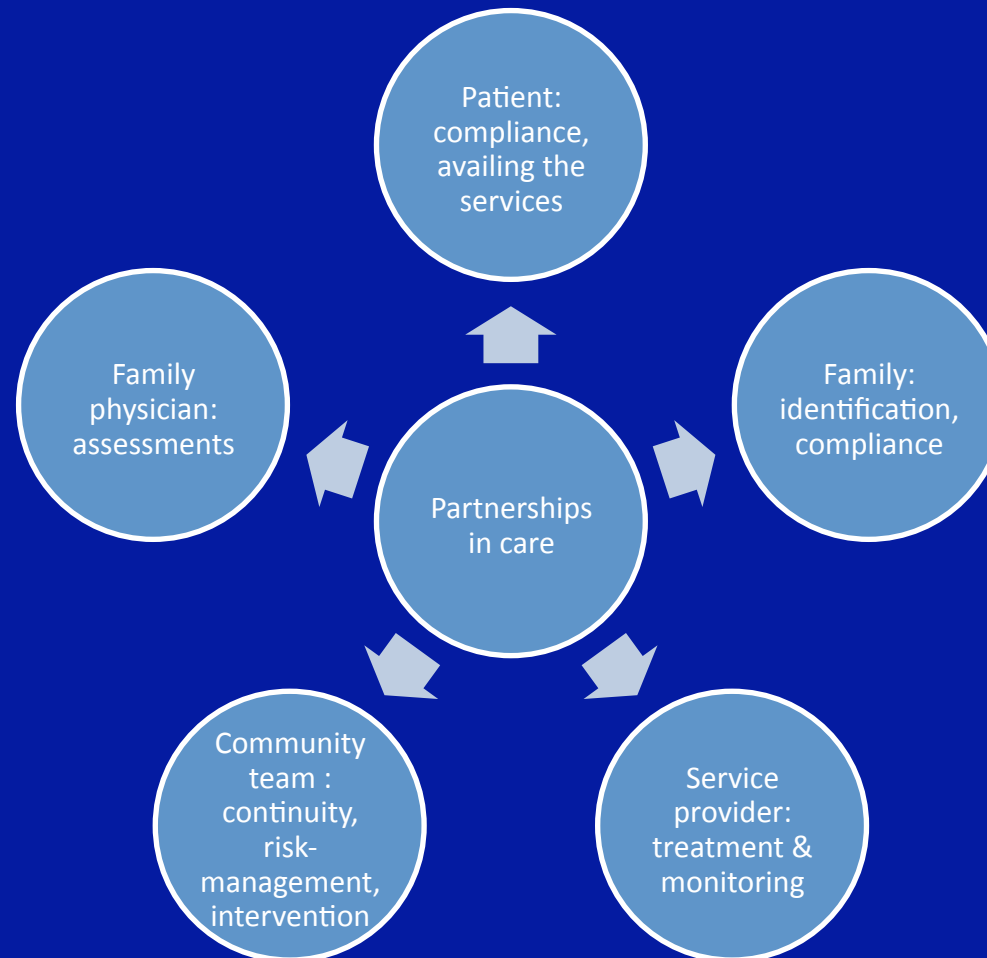 Patient:
compliance,
availing the
services
Family
physician:
assessments
Family:
identification,
compliance
Partnerships
in care
Community
team :
continuity,
risk-
management,
intervention
Service
provider:
treatment &
monitoring